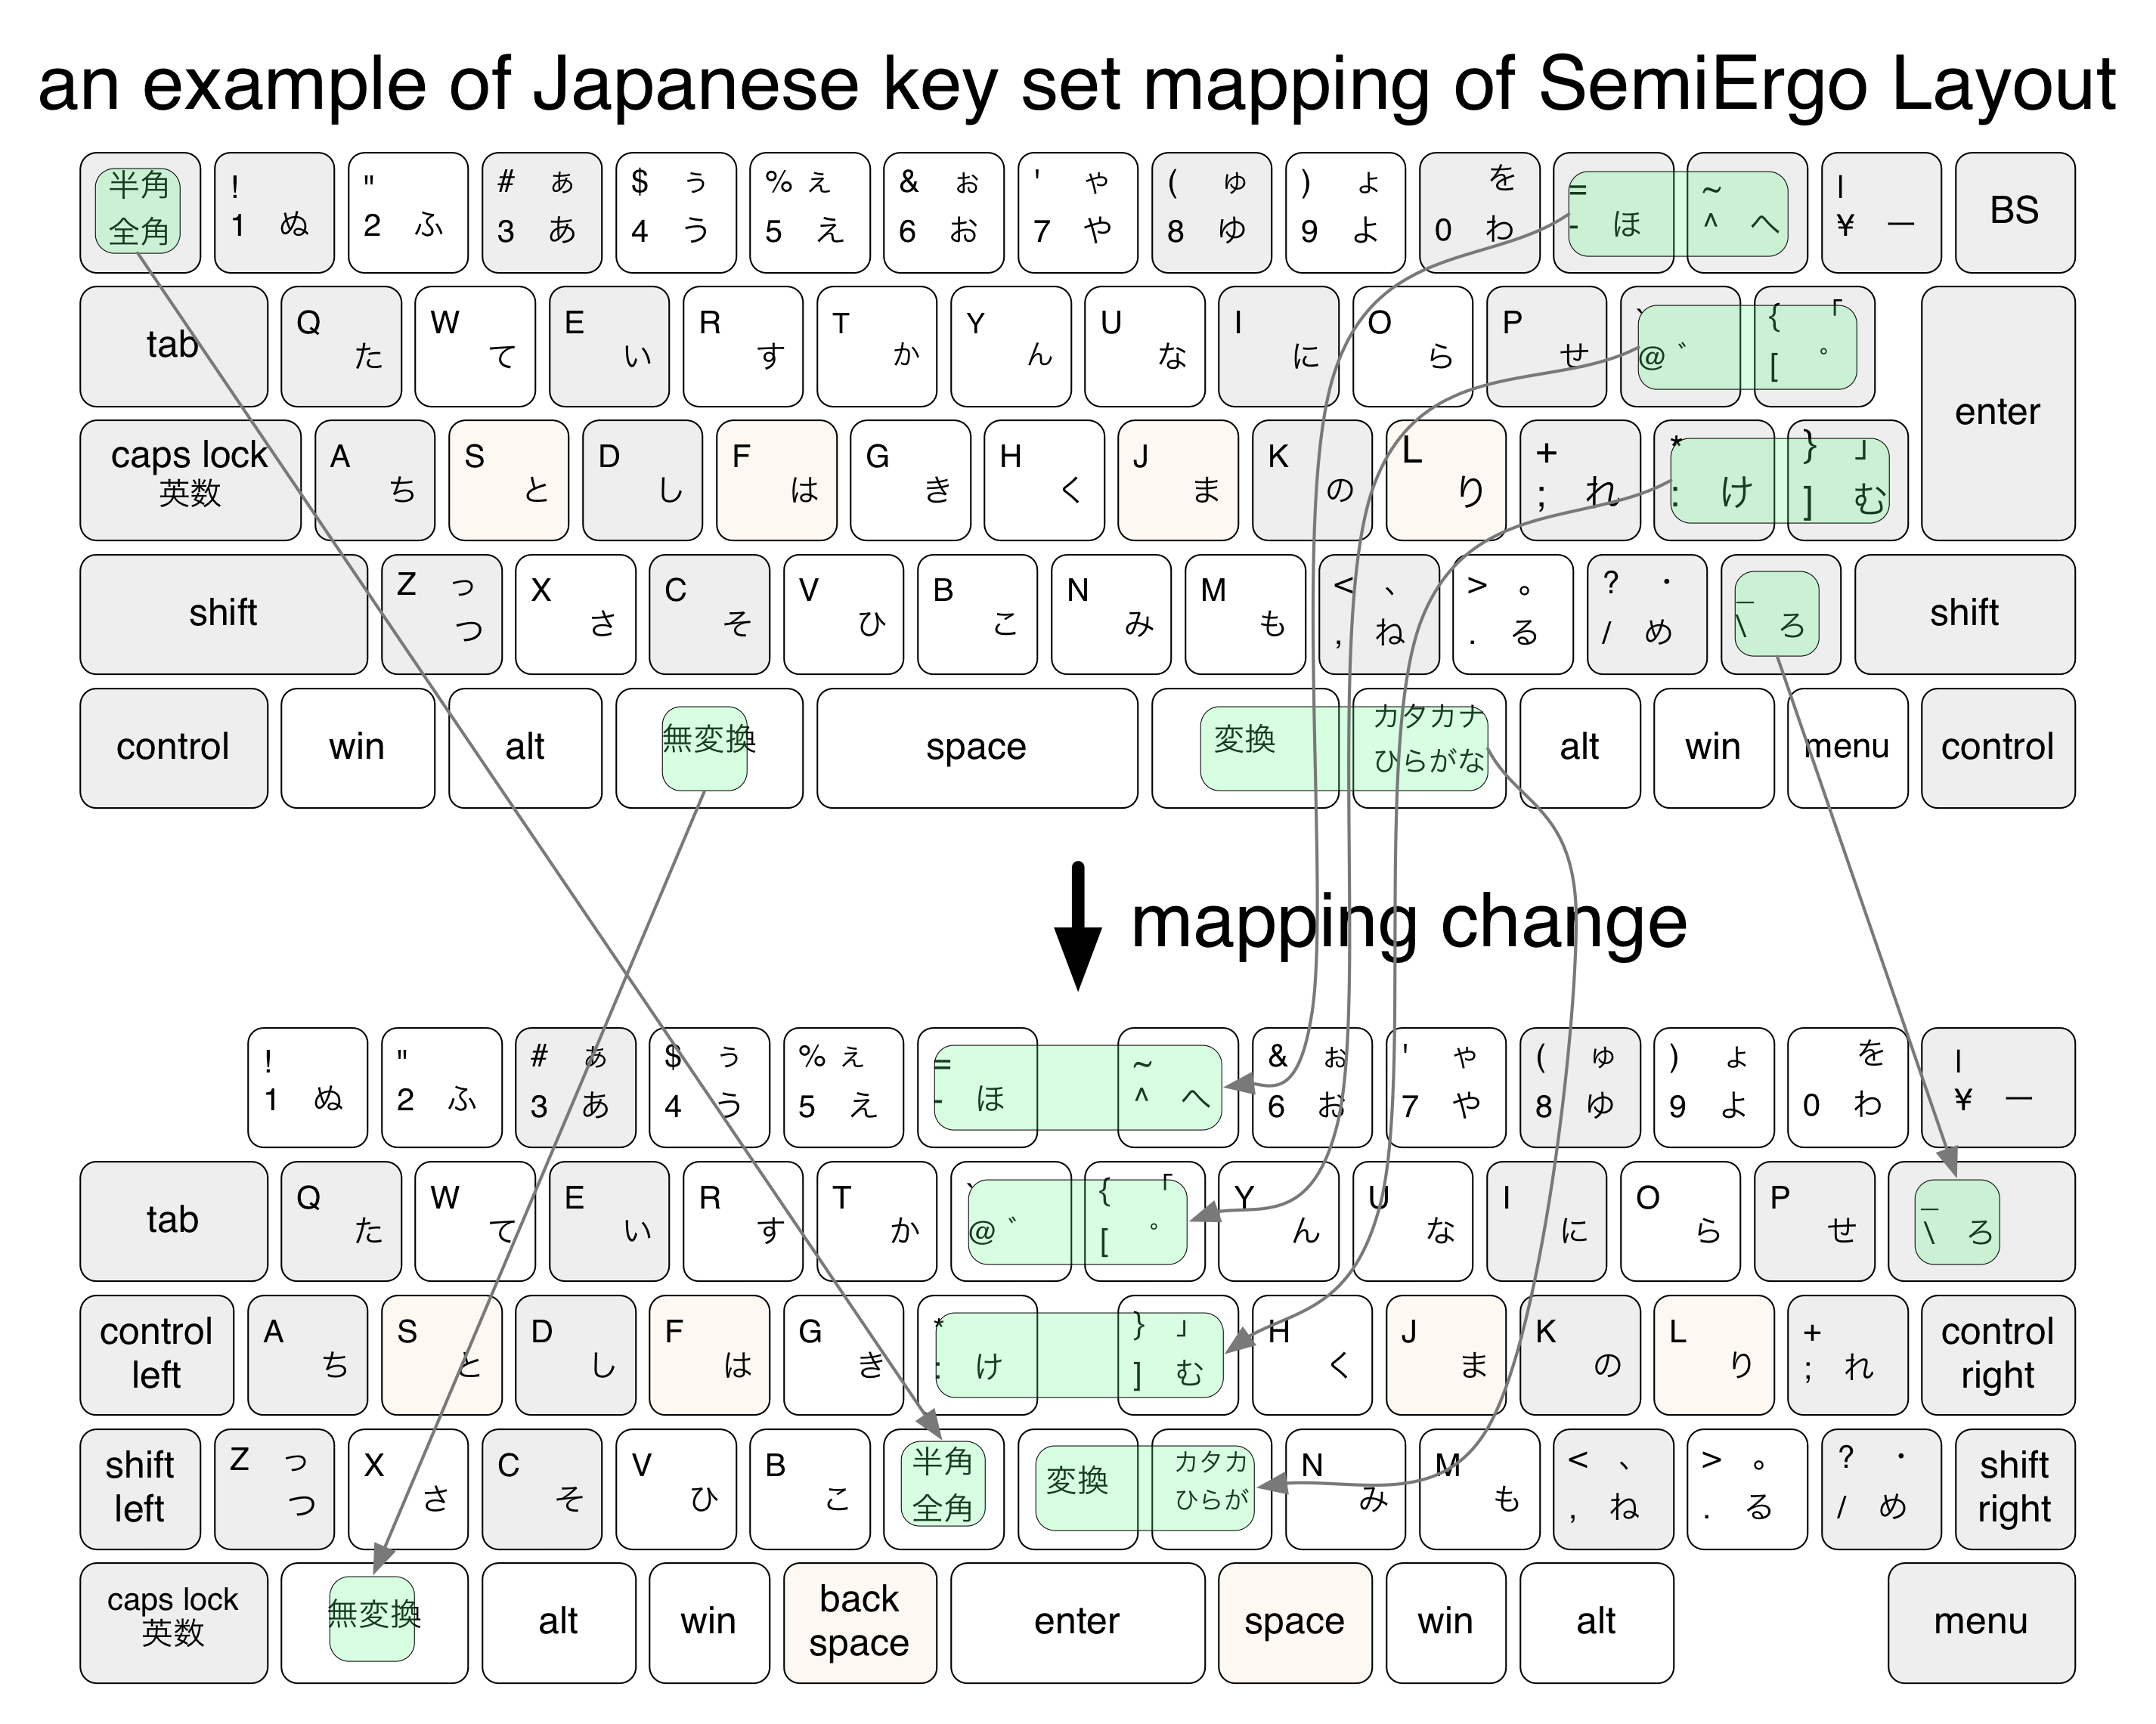 an example of Japanese key set mapping of SemiErgo Layout
半角 ! " # ぁ $ ぅ % ぇ & ぉ ' ゃ ( ゅ ) ょ を = ~ | BS
全角 1 ぬ 2 ふ 3 あ 4 う 5 え 6 お 7 や 8 ゆ 9 よ 0 わ - ほ ^ へ ¥ ー
tab Q た W て E い R す T か Y ん U な I に O ら P せ ` @ ゛ { 「 [ ゜ enter
caps lock A S D F G H J K L + * } 」
英数 ち と し は き く ま の り ; れ : け ] む
shift Z っ X C V B N M < 、 > 。 ? ・ _ shift
つ さ そ ひ こ み も , ね . る / め \ ろ
control win alt 無変換 space 変換 カタカナ alt win menu control
ひらがな
mapping change
! " # ぁ $ ぅ % ぇ = ~ & ぉ ' ゃ ( ゅ ) ょ を |
1 ぬ 2 ふ 3 あ 4 う 5 え - ほ ^ へ 6 お 7 や 8 ゆ 9 よ 0 わ ¥ ー
tab Q W E R T ` { 「 Y U I O P _
た て い す か @ ゛ [ ゜ ん な に ら せ \ ろ
control A S D F G * } 」 H J K L + control
left ち と し は き : け ] む く ま の り ; れ right
shift Z っ X C V B 半角 変換 カタカ N M < 、 > 。 ? ・ shift
left つ さ そ ひ こ 全角 ひらが み も , ね . る / め right
caps lock 無変換 alt win back enter space win alt menu
英数 space